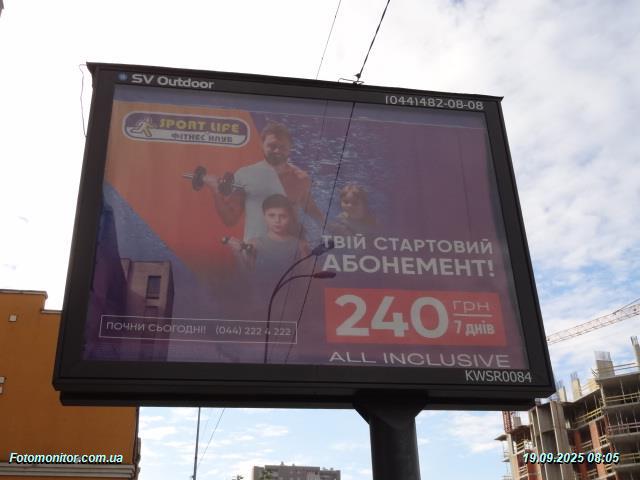 SV Outdoor
(044)482-08-08
SPORT LIFE
ФІТНЕС КЛУБ
ТВІЙ СТАРТОВИЙ
АБОНЕМЕНТ!
240 грн
7 днів
ПОЧНИ СЬОГОДНІ! (044) 222 4 222
ALL INCLUSIVE
KWSR0084
Fotomonitor.com.ua
19.09.2025 08:05